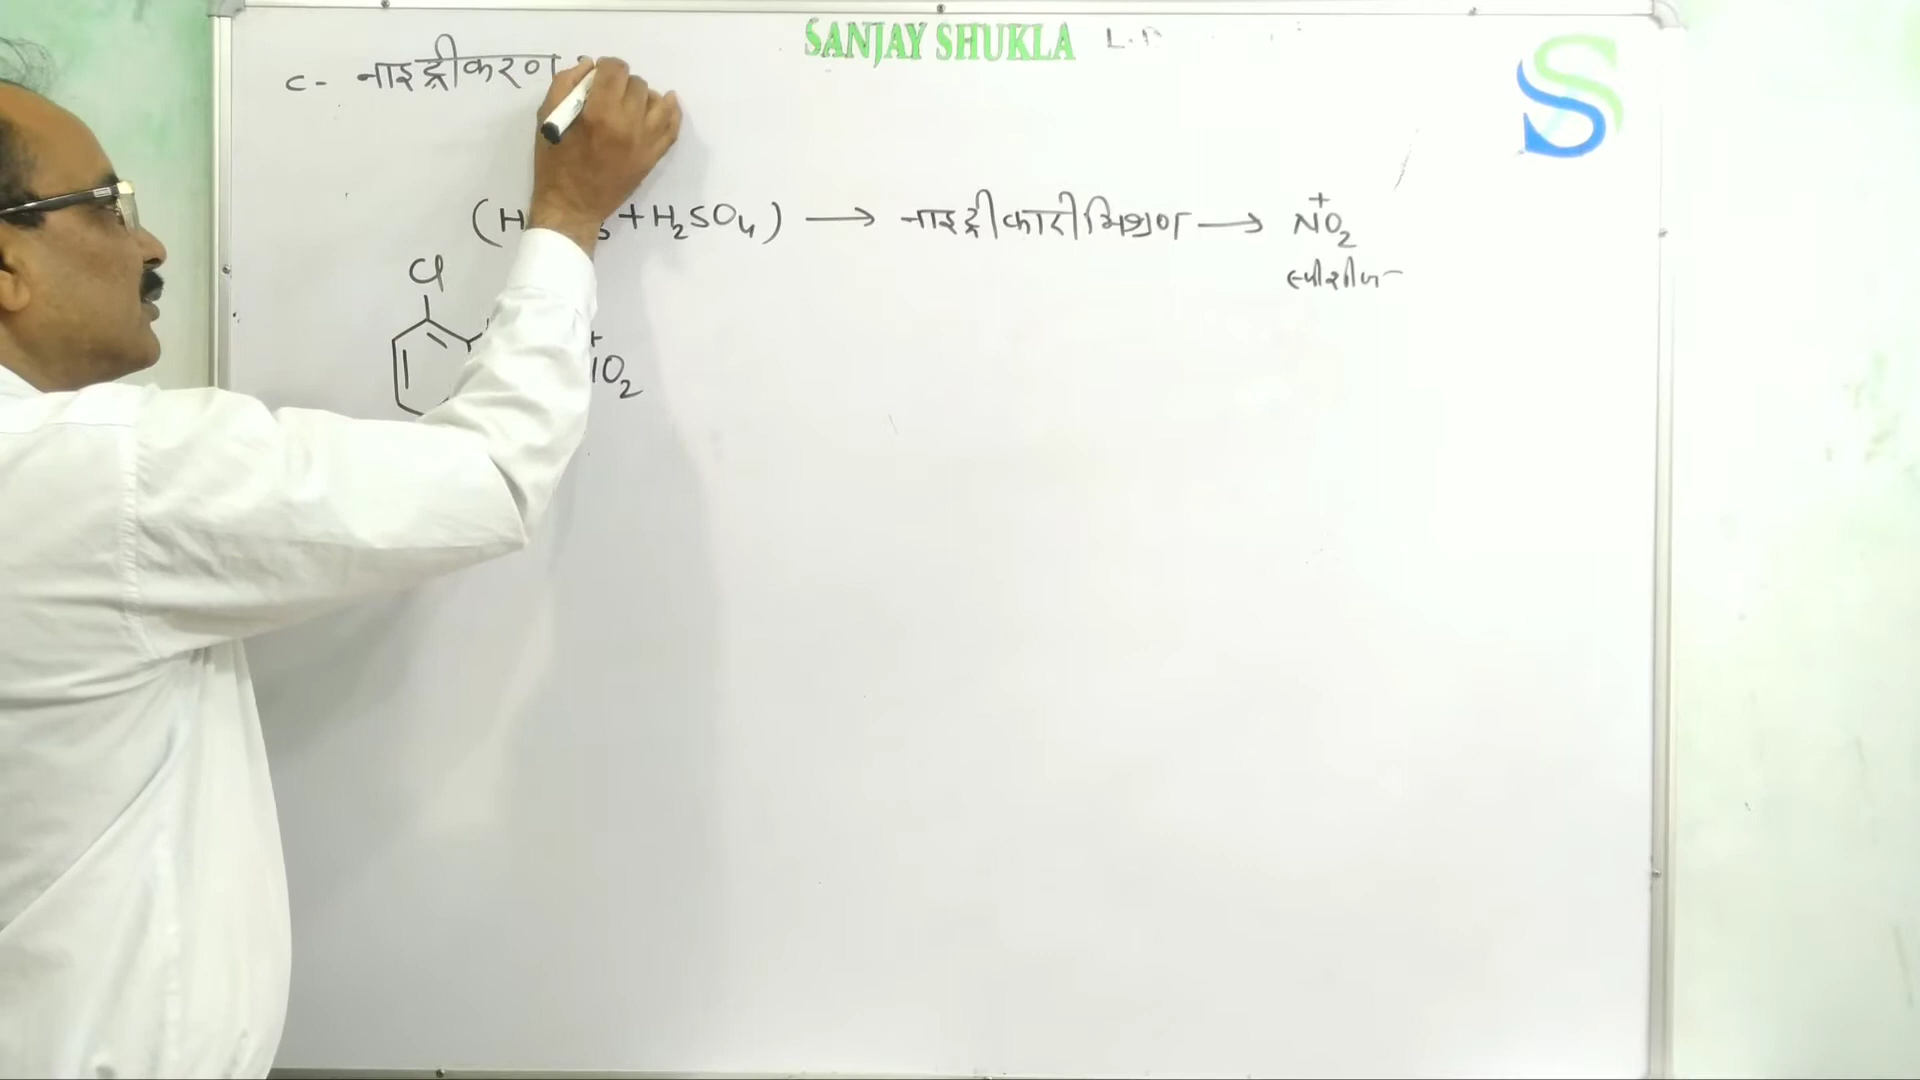 SANJAY SHUKLA
c- नाइट्रीकरण
(H + H₂SO₄) ⟶ नाइट्रीकारी मिश्रण ⟶ N⁺O₂
Cl
O₂